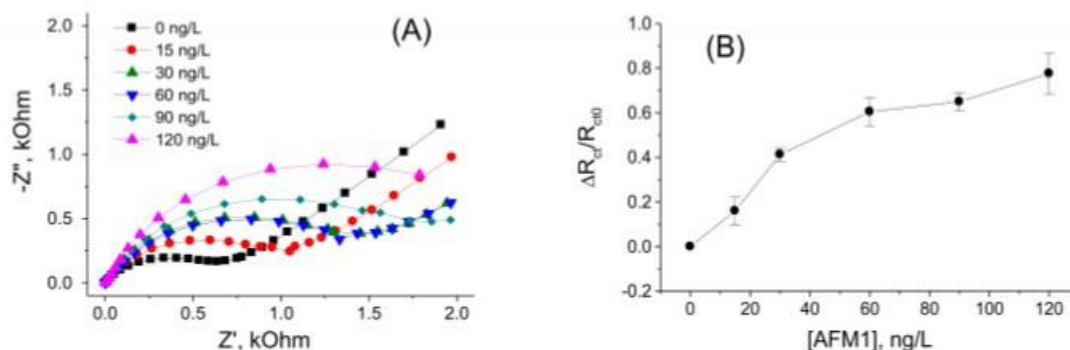 (A)
0 ng/L
15 ng/L
30 ng/L
60 ng/L
90 ng/L
120 ng/L
2.0
1.5
1.0
0.5
0.0
-Z", kOhm
0.0 0.5 1.0 1.5 2.0
Z', kOhm
(B)
1.0
0.8
0.6
0.4
0.2
0.0
-0.2
ΔRct/Rct0
0 20 40 60 80 100 120
[AFM1], ng/L